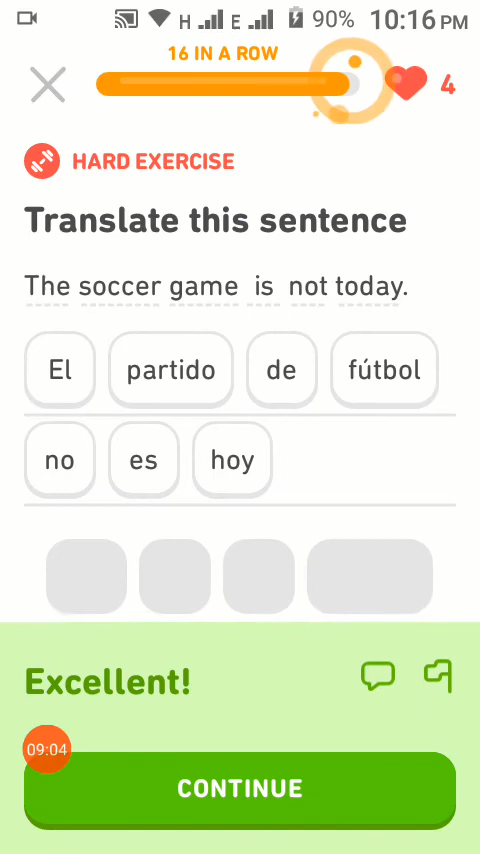 H E 90% 10:16 PM
16 IN A ROW
4
HARD EXERCISE
Translate this sentence
The soccer game is not today.
El partido de fútbol
no es hoy
Excellent!
09:04
CONTINUE